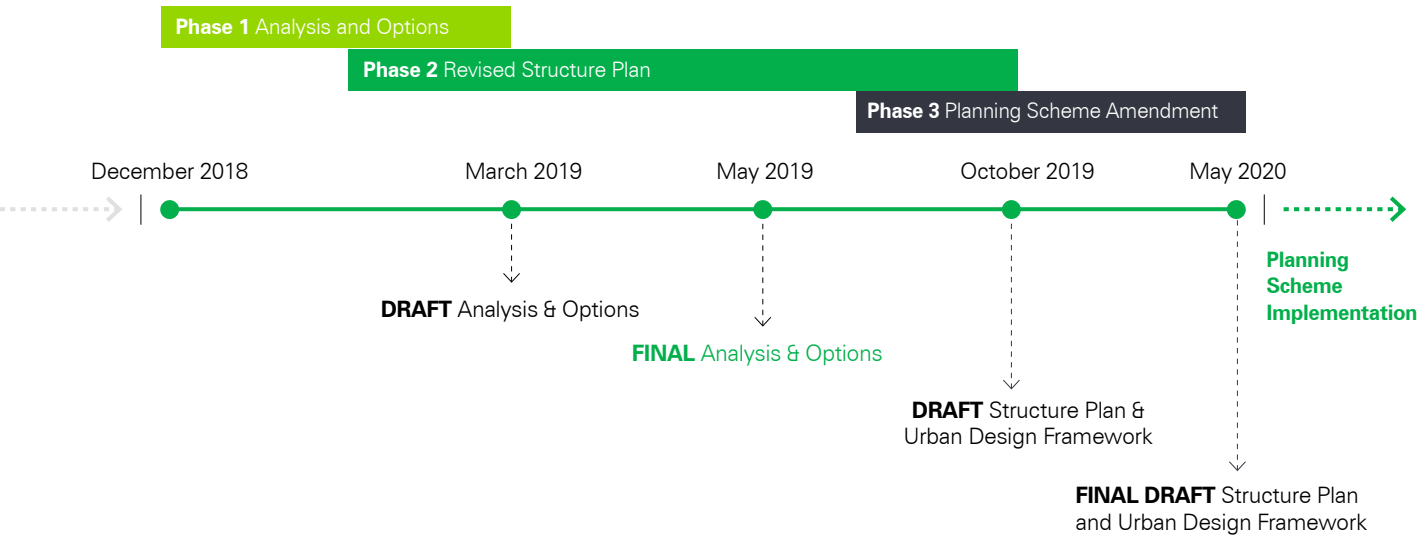 Phase 1 Analysis and Options
Phase 2 Revised Structure Plan
Phase 3 Planning Scheme Amendment
December 2018
March 2019
May 2019
October 2019
May 2020
Planning
Scheme
Implementation
DRAFT Analysis & Options
FINAL Analysis & Options
DRAFT Structure Plan &
Urban Design Framework
FINAL DRAFT Structure Plan
and Urban Design Framework